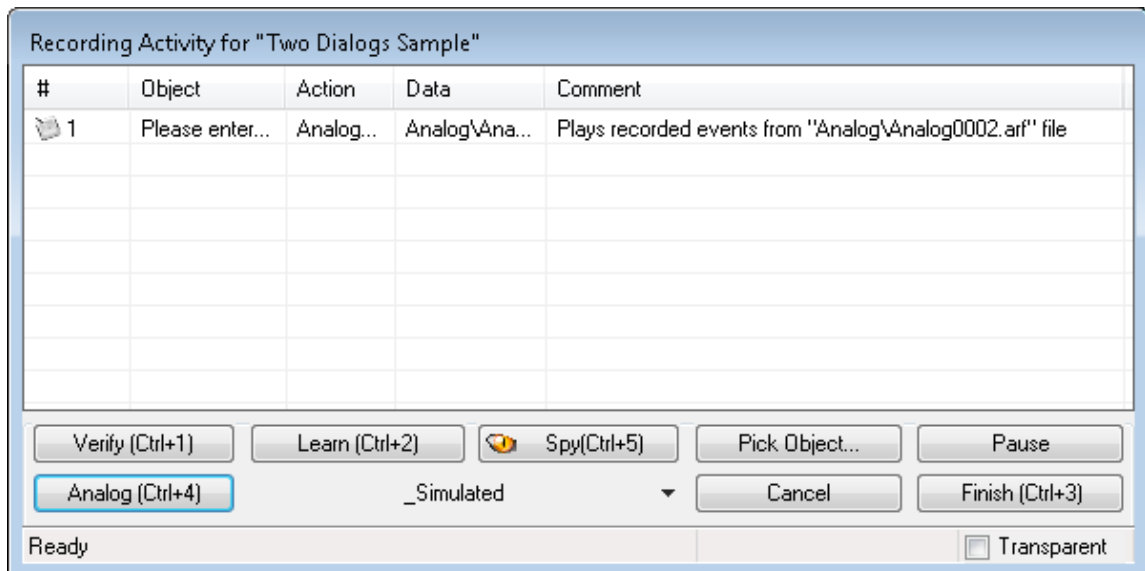 Recording Activity for "Two Dialogs Sample"
# Object Action Data Comment
1 Please enter... Analog... Analog\Ana... Plays recorded events from "Analog\Analog0002.arf" file
Verify (Ctrl+1) Learn (Ctrl+2) Spy(Ctrl+5) Pick Object... Pause
Analog (Ctrl+4) _Simulated Cancel Finish (Ctrl+3)
Ready Transparent